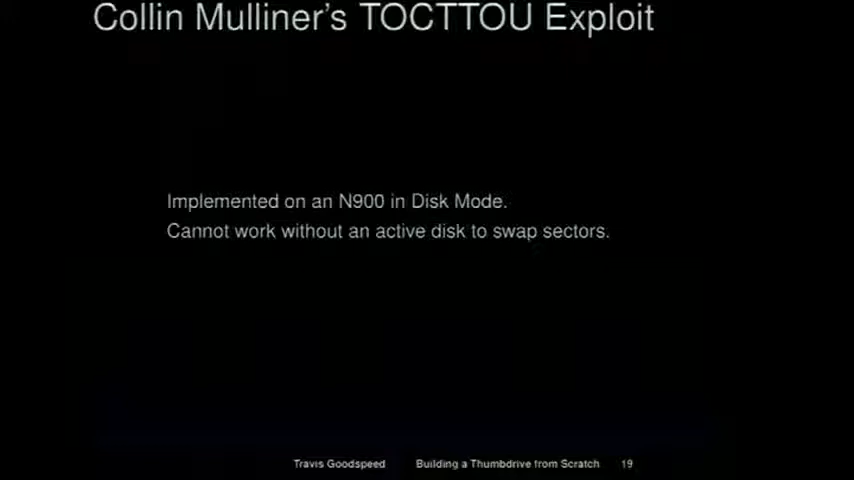 Collin Mulliner's TOCTTOU Exploit
Implemented on an N900 in Disk Mode.
Cannot work without an active disk to swap sectors.
Travis Goodspeed Building a Thumbdrive from Scratch 19